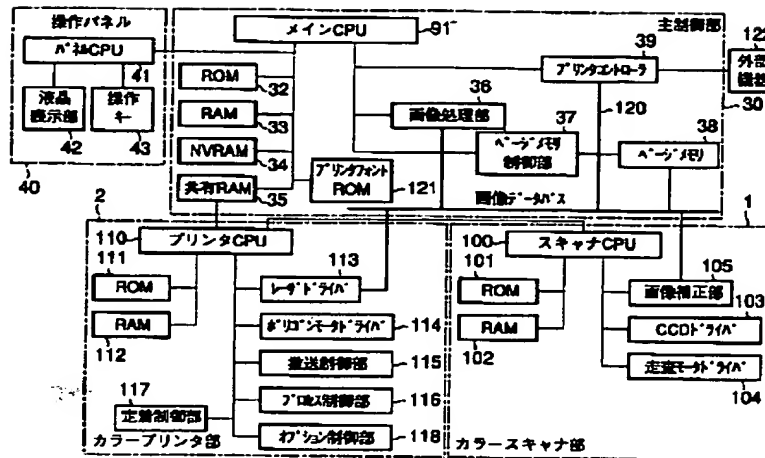 操作パネル
パネルCPU
41
液晶
表示部
42
操作
キー
43
40
主制御部
メインCPU
91
ROM
32
RAM
33
NVRAM
34
共有RAM
35
プリンタフォント
ROM
121
画像処理部
36
ページメモリ
制御部
37
ページメモリ
38
プリンタコントローラ
39
外部
機器
122
30
120
画像データバス
2
110
プリンタCPU
111
ROM
RAM
112
レーザドライバ
113
ポリゴンモータドライバ
114
搬送制御部
115
プロセス制御部
116
117
定着制御部
オプション制御部
118
カラープリンタ部
1
100
スキャナCPU
101
ROM
RAM
102
105
画像補正部
103
CCDドライバ
走査モータドライバ
104
カラースキャナ部